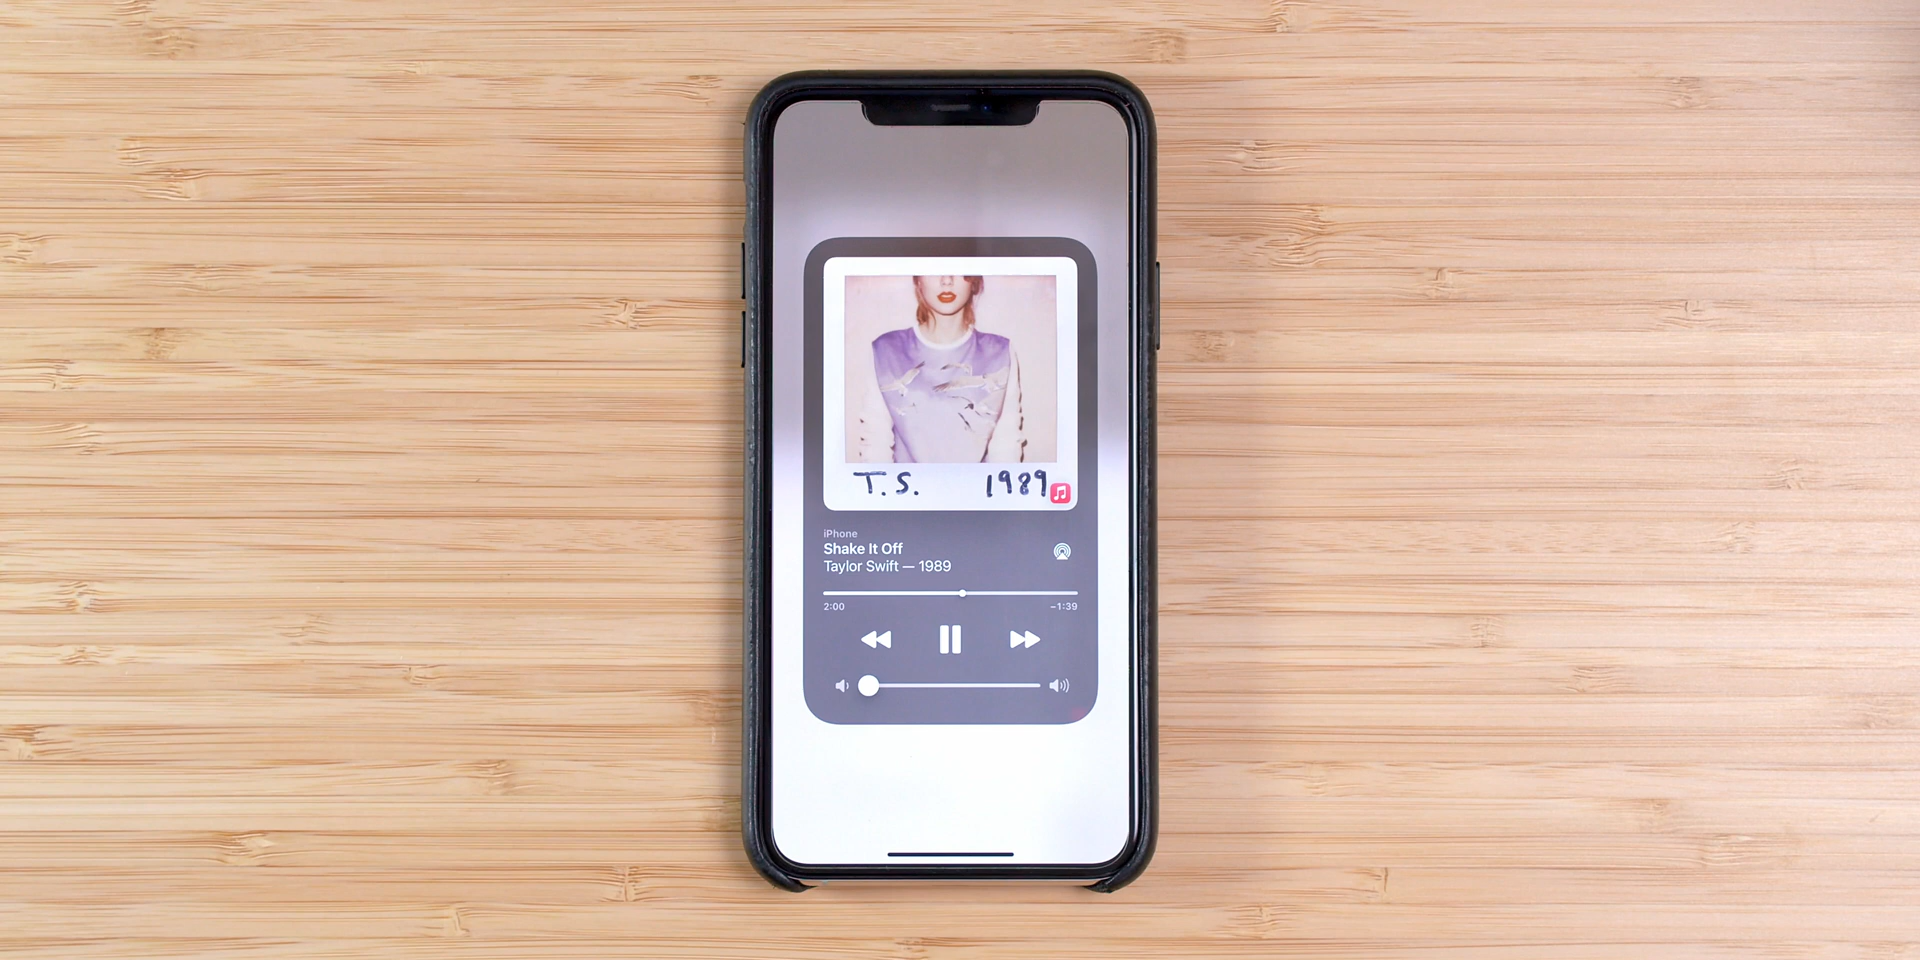 T.S. 1989
iPhone
Shake It Off
Taylor Swift — 1989
2:00 −1:39